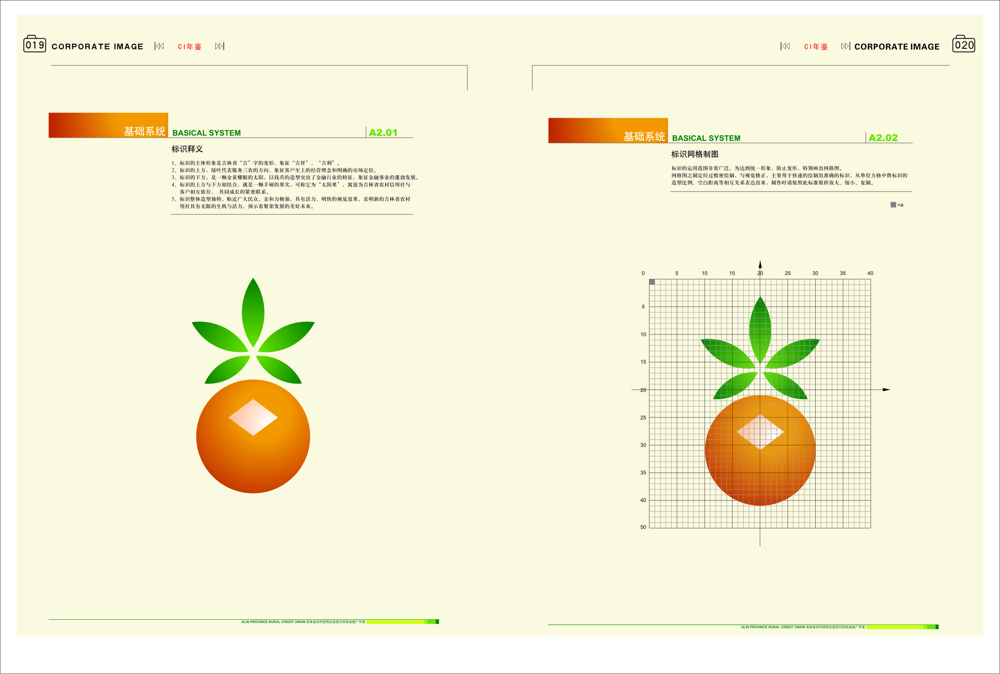 019 CORPORATE IMAGE CI年鉴
基础系统 BASICAL SYSTEM A2.01
标识释义
1、标识的主体形象是吉林省“吉”字的变形，象征“吉祥”、“吉利”。
2、标识的上方，绿叶代表服务三农的方向，象征客户至上的经营理念和明确的市场定位。
3、标识的下方，是一颗金黄耀眼的太阳，以钱币的造型突出了金融行业的特征，象征金融事业的蓬勃发展。
4、标识的上方与下方相结合，就是一颗丰硕的果实，可称它为“太阳果”，寓意为吉林省农村信用社与
客户相互依存、 共同成长的紧密联系。
5、标识整体造型独特，贴近广大民众，亲和力极强，具有活力、明快的视觉效果，表明新的吉林省农村
用社具有无限的生机与活力，预示着繁荣发展的美好未来。
JILIN PROVINCE RURAL CREDIT UNION 吉林省农村信用社视觉识别系统推广手册
CI年鉴 CORPORATE IMAGE 020
基础系统 BASICAL SYSTEM A2.02
标识网格制图
标识的运用范围非常广泛，为达到统一形象，防止变形，特别画出网格图。
网格图之制定经过精密绘制，与视觉修正，主要用于快速的绘制出准确的标识，从单位方格中将标识的
造型比例、空白距离等相互关系表达出来，制作时请依照此标准原样放大、缩小、复制。
=a
0 5 10 15 20 25 30 35 40
5
10
15
20
25
30
35
40
50
JILIN PROVINCE RURAL CREDIT UNION 吉林省农村信用社视觉识别系统推广手册